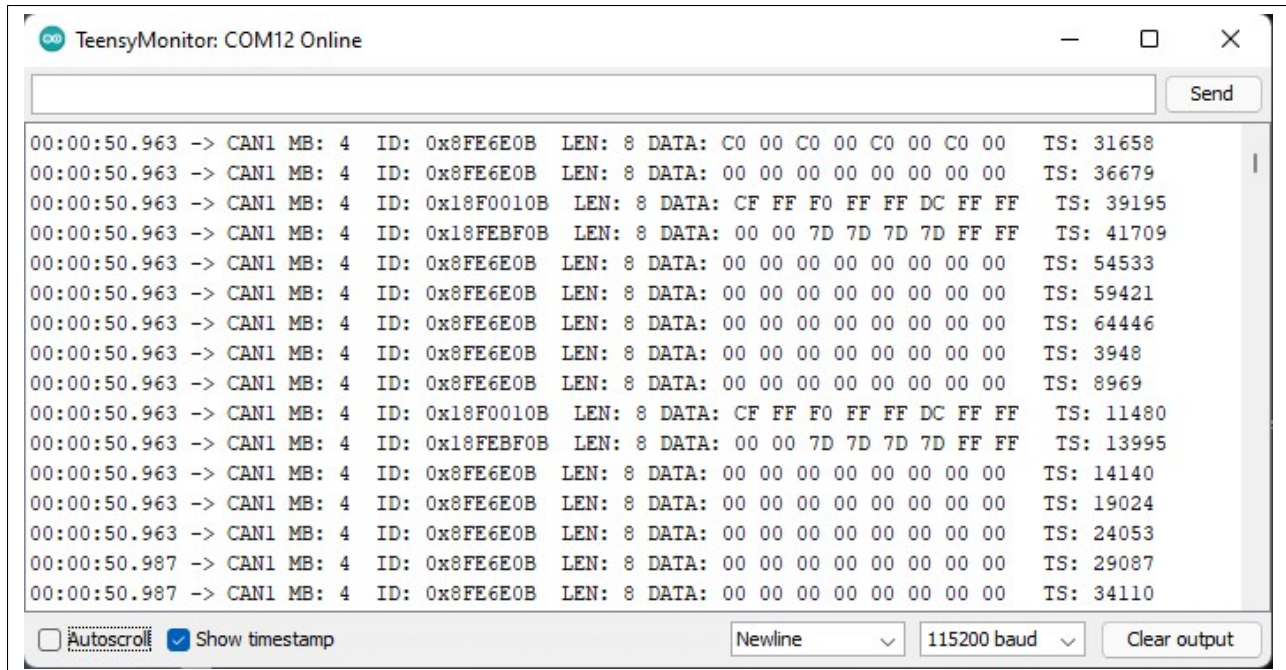 TeensyMonitor: COM12 Online
Send
00:00:50.963 -> CAN1 MB: 4  ID: 0x8FE6E0B  LEN: 8 DATA: C0 00 C0 00 C0 00 C0 00  TS: 31658
00:00:50.963 -> CAN1 MB: 4  ID: 0x8FE6E0B  LEN: 8 DATA: 00 00 00 00 00 00 00 00  TS: 36679
00:00:50.963 -> CAN1 MB: 4  ID: 0x18F0010B  LEN: 8 DATA: CF FF F0 FF FF DC FF FF  TS: 39195
00:00:50.963 -> CAN1 MB: 4  ID: 0x18FEBF0B  LEN: 8 DATA: 00 00 7D 7D 7D 7D FF FF  TS: 41709
00:00:50.963 -> CAN1 MB: 4  ID: 0x8FE6E0B  LEN: 8 DATA: 00 00 00 00 00 00 00 00  TS: 54533
00:00:50.963 -> CAN1 MB: 4  ID: 0x8FE6E0B  LEN: 8 DATA: 00 00 00 00 00 00 00 00  TS: 59421
00:00:50.963 -> CAN1 MB: 4  ID: 0x8FE6E0B  LEN: 8 DATA: 00 00 00 00 00 00 00 00  TS: 64446
00:00:50.963 -> CAN1 MB: 4  ID: 0x8FE6E0B  LEN: 8 DATA: 00 00 00 00 00 00 00 00  TS: 3948
00:00:50.963 -> CAN1 MB: 4  ID: 0x8FE6E0B  LEN: 8 DATA: 00 00 00 00 00 00 00 00  TS: 8969
00:00:50.963 -> CAN1 MB: 4  ID: 0x18F0010B  LEN: 8 DATA: CF FF F0 FF FF DC FF FF  TS: 11480
00:00:50.963 -> CAN1 MB: 4  ID: 0x18FEBF0B  LEN: 8 DATA: 00 00 7D 7D 7D 7D FF FF  TS: 13995
00:00:50.963 -> CAN1 MB: 4  ID: 0x8FE6E0B  LEN: 8 DATA: 00 00 00 00 00 00 00 00  TS: 14140
00:00:50.963 -> CAN1 MB: 4  ID: 0x8FE6E0B  LEN: 8 DATA: 00 00 00 00 00 00 00 00  TS: 19024
00:00:50.963 -> CAN1 MB: 4  ID: 0x8FE6E0B  LEN: 8 DATA: 00 00 00 00 00 00 00 00  TS: 24053
00:00:50.987 -> CAN1 MB: 4  ID: 0x8FE6E0B  LEN: 8 DATA: 00 00 00 00 00 00 00 00  TS: 29087
00:00:50.987 -> CAN1 MB: 4  ID: 0x8FE6E0B  LEN: 8 DATA: 00 00 00 00 00 00 00 00  TS: 34110
Autoscroll Show timestamp Newline 115200 baud Clear output